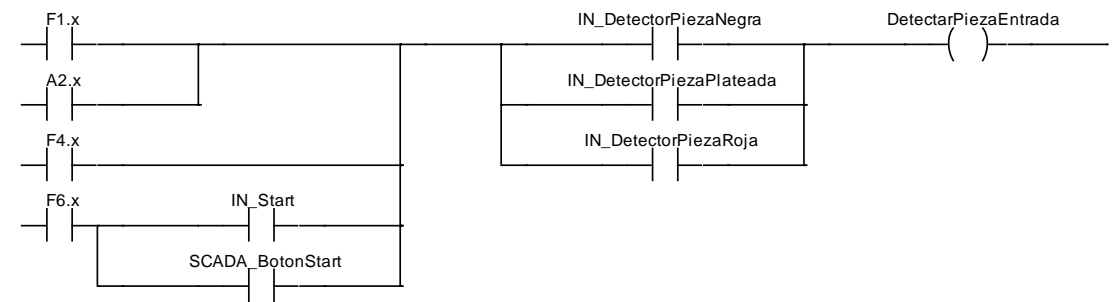 F1.x IN_DetectorPiezaNegra DetectarPiezaEntrada
A2.x IN_DetectorPiezaPlateada
F4.x IN_DetectorPiezaRoja
F6.x IN_Start
SCADA_BotonStart